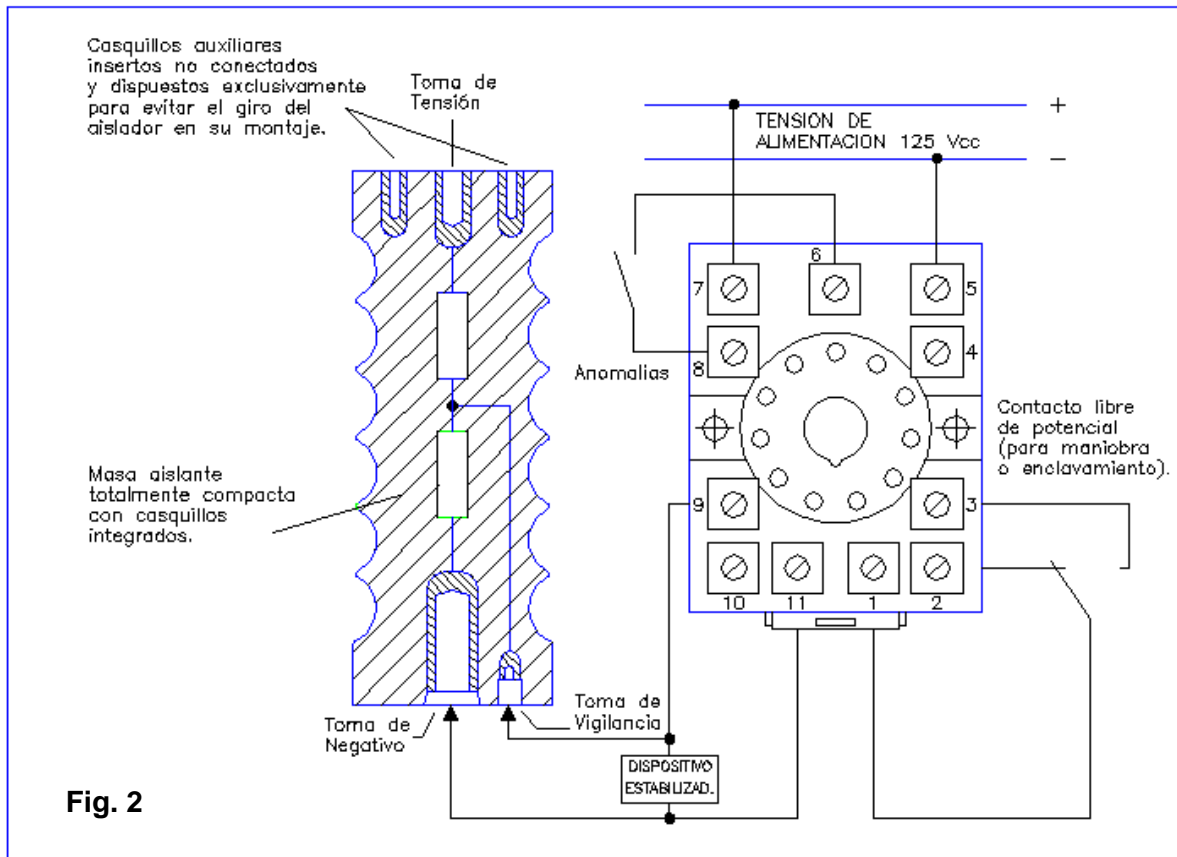 Casquillos auxiliares
insertos no conectados
y dispuestos exclusivamente
para evitar el giro del
aislador en su montaje.
Toma de
Tensión
+
TENSION DE
ALIMENTACION 125 Vcc
–
6
7
5
8
4
Anomalias
Contacto libre
de potencial
(para maniobra
o enclavamiento).
Masa aislante
totalmente compacta
con casquillos
integrados.
9
3
10
11
1
2
Toma de
Negativo
Toma de
Vigilancia
DISPOSITIVO
ESTABILIZAD.
Fig. 2